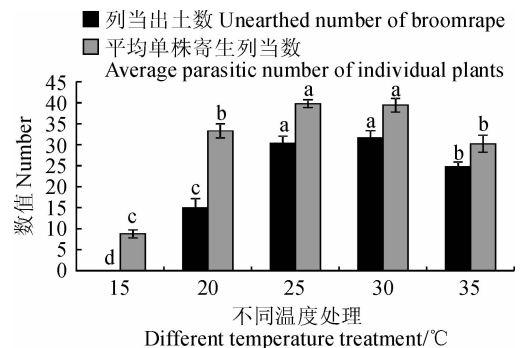 列当出土数 Unearthed number of broomrape
平均单株寄生列当数
Average parasitic number of individual plants
数值 Number
45
40
35
30
25
20
15
10
5
0
d c
c b
a a
a a
b b
15 20 25 30 35
不同温度处理
Different temperature treatment/℃